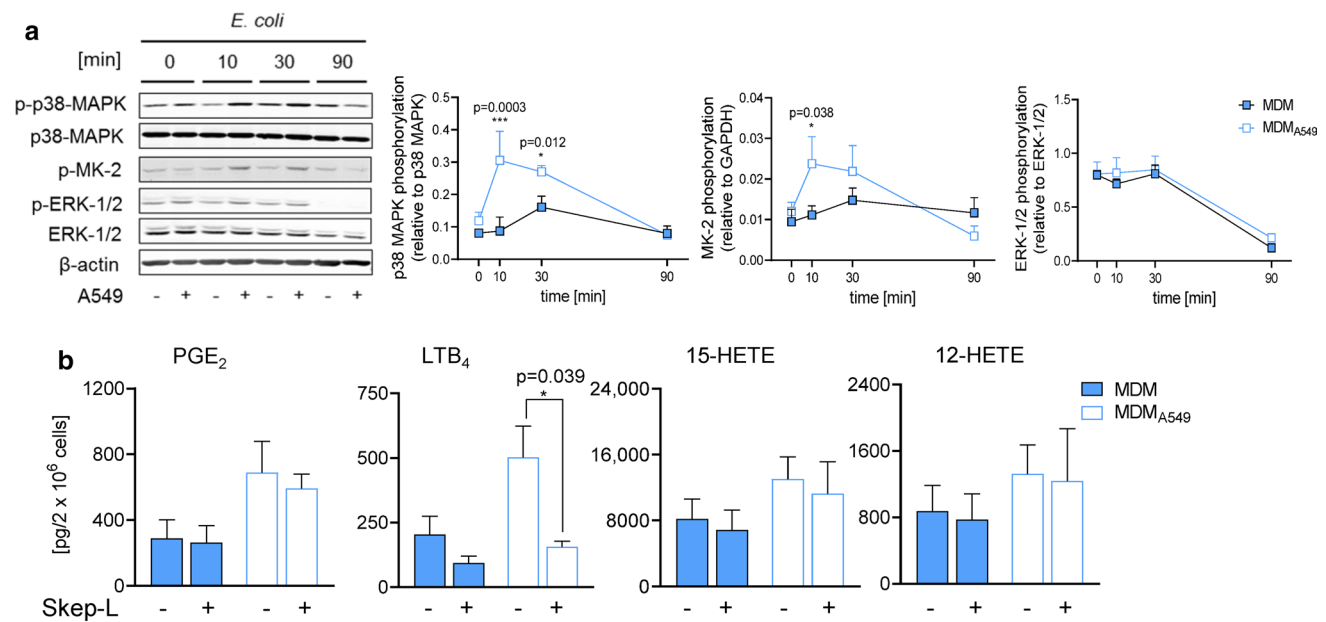 a
E. coli
[min] 0 10 30 90
p-p38-MAPK
p38-MAPK
p-MK-2
p-ERK-1/2
ERK-1/2
β-actin
A549 - + - + - + - +
p38 MAPK phosphorylation
(relative to p38 MAPK)
0.5
0.4
0.3
0.2
0.1
0.0
p=0.0003
***
p=0.012
*
0 10 30 90
time [min]
MK-2 phosphorylation
(relative to GAPDH)
0.04
0.03
0.02
0.01
0.00
p=0.038
*
0 10 30 90
time [min]
ERK-1/2 phosphorylation
(relative to ERK-1/2)
1.5
1.0
0.5
0.0
0 10 30 90
time [min]
MDM
MDMA549
b
PGE2
[pg/2 x 10⁶ cells]
1200
800
400
0
Skep-L - + - +
LTB4
750
500
250
0
p=0.039
*
- + - +
15-HETE
24,000
16,000
8000
0
- + - +
12-HETE
2400
1600
800
0
- + - +
MDM
MDMA549